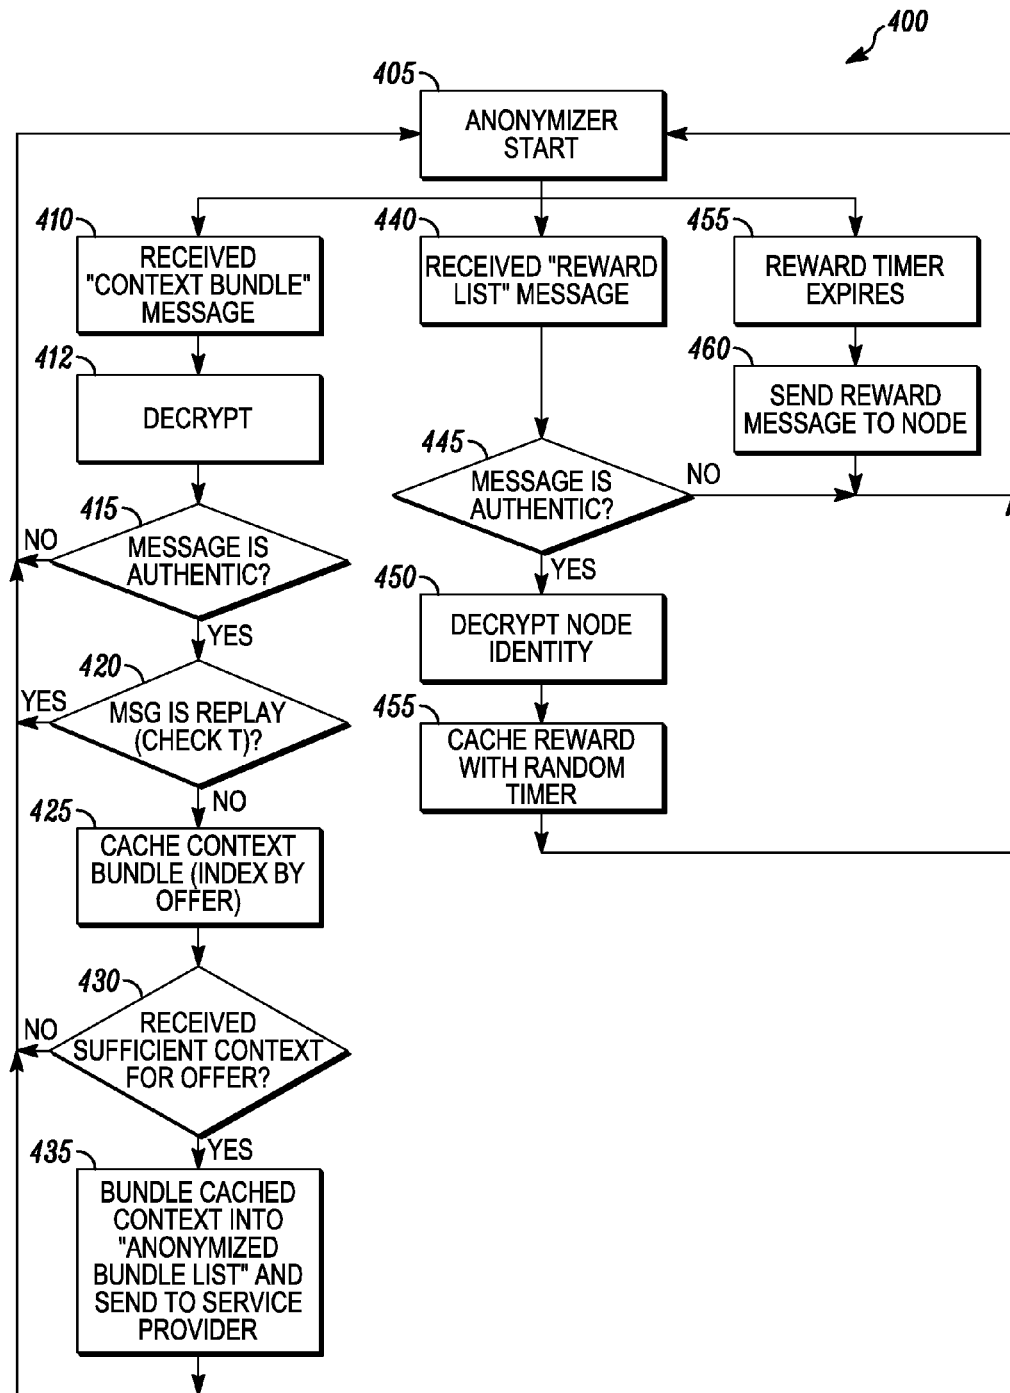 400
405
ANONYMIZER
START
410
RECEIVED
"CONTEXT BUNDLE"
MESSAGE
412
DECRYPT
415
MESSAGE IS
AUTHENTIC?
NO
YES
420
MSG IS REPLAY
(CHECK T)?
YES
NO
425
CACHE CONTEXT
BUNDLE (INDEX BY
OFFER)
430
RECEIVED
SUFFICIENT CONTEXT
FOR OFFER?
NO
YES
435
BUNDLE CACHED
CONTEXT INTO
"ANONYMIZED
BUNDLE LIST" AND
SEND TO SERVICE
PROVIDER
440
RECEIVED "REWARD
LIST" MESSAGE
445
MESSAGE IS
AUTHENTIC?
NO
YES
450
DECRYPT NODE
IDENTITY
455
CACHE REWARD
WITH RANDOM
TIMER
455
REWARD TIMER
EXPIRES
460
SEND REWARD
MESSAGE TO NODE